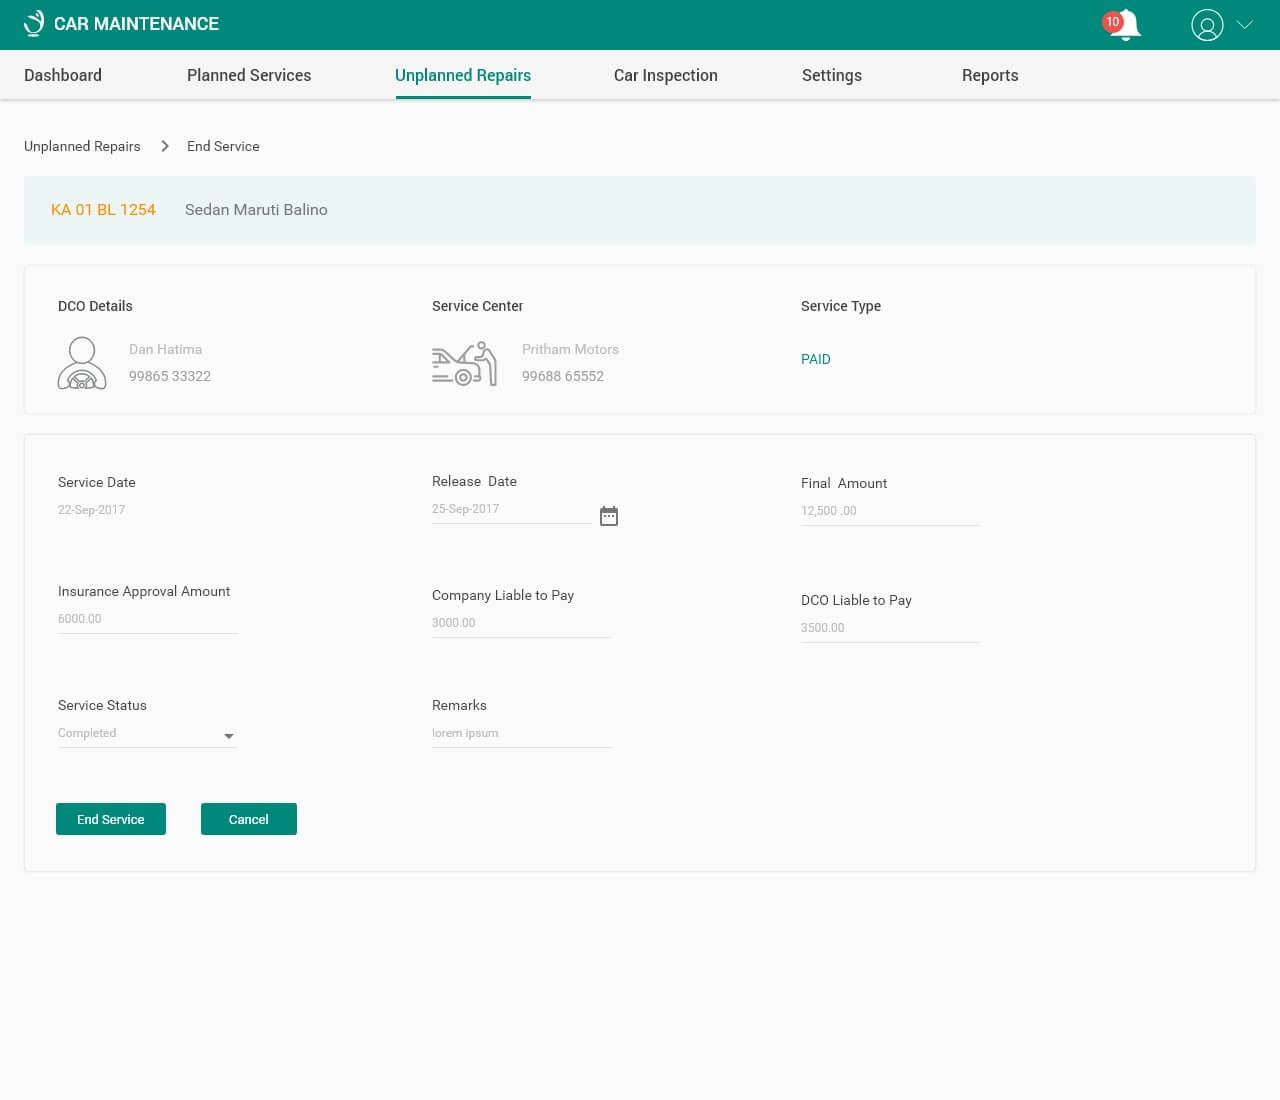 CAR MAINTENANCE
10
Dashboard
Planned Services
Unplanned Repairs
Car Inspection
Settings
Reports
Unplanned Repairs
End Service
KA 01 BL 1254
Sedan Maruti Balino
DCO Details
Service Center
Service Type
Dan Hatima
99865 33322
Pritham Motors
99688 65552
PAID
Service Date
22-Sep-2017
Release  Date
25-Sep-2017
Final  Amount
12,500 .00
Insurance Approval Amount
6000.00
Company Liable to Pay
3000.00
DCO Liable to Pay
3500.00
Service Status
Completed
Remarks
lorem ipsum
End Service
Cancel